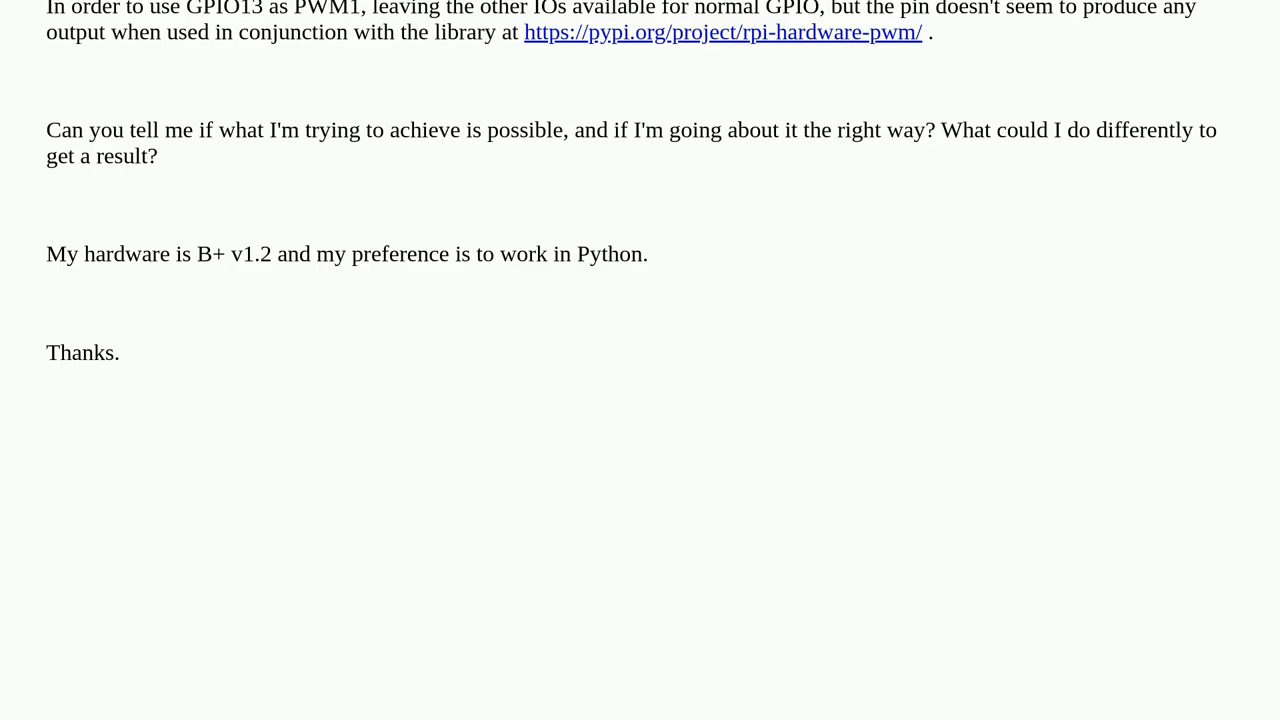 In order to use GPIO13 as PWM1, leaving the other IOs available for normal GPIO, but the pin doesn't seem to produce any
output when used in conjunction with the library at https://pypi.org/project/rpi-hardware-pwm/ .
Can you tell me if what I'm trying to achieve is possible, and if I'm going about it the right way? What could I do differently to
get a result?
My hardware is B+ v1.2 and my preference is to work in Python.
Thanks.